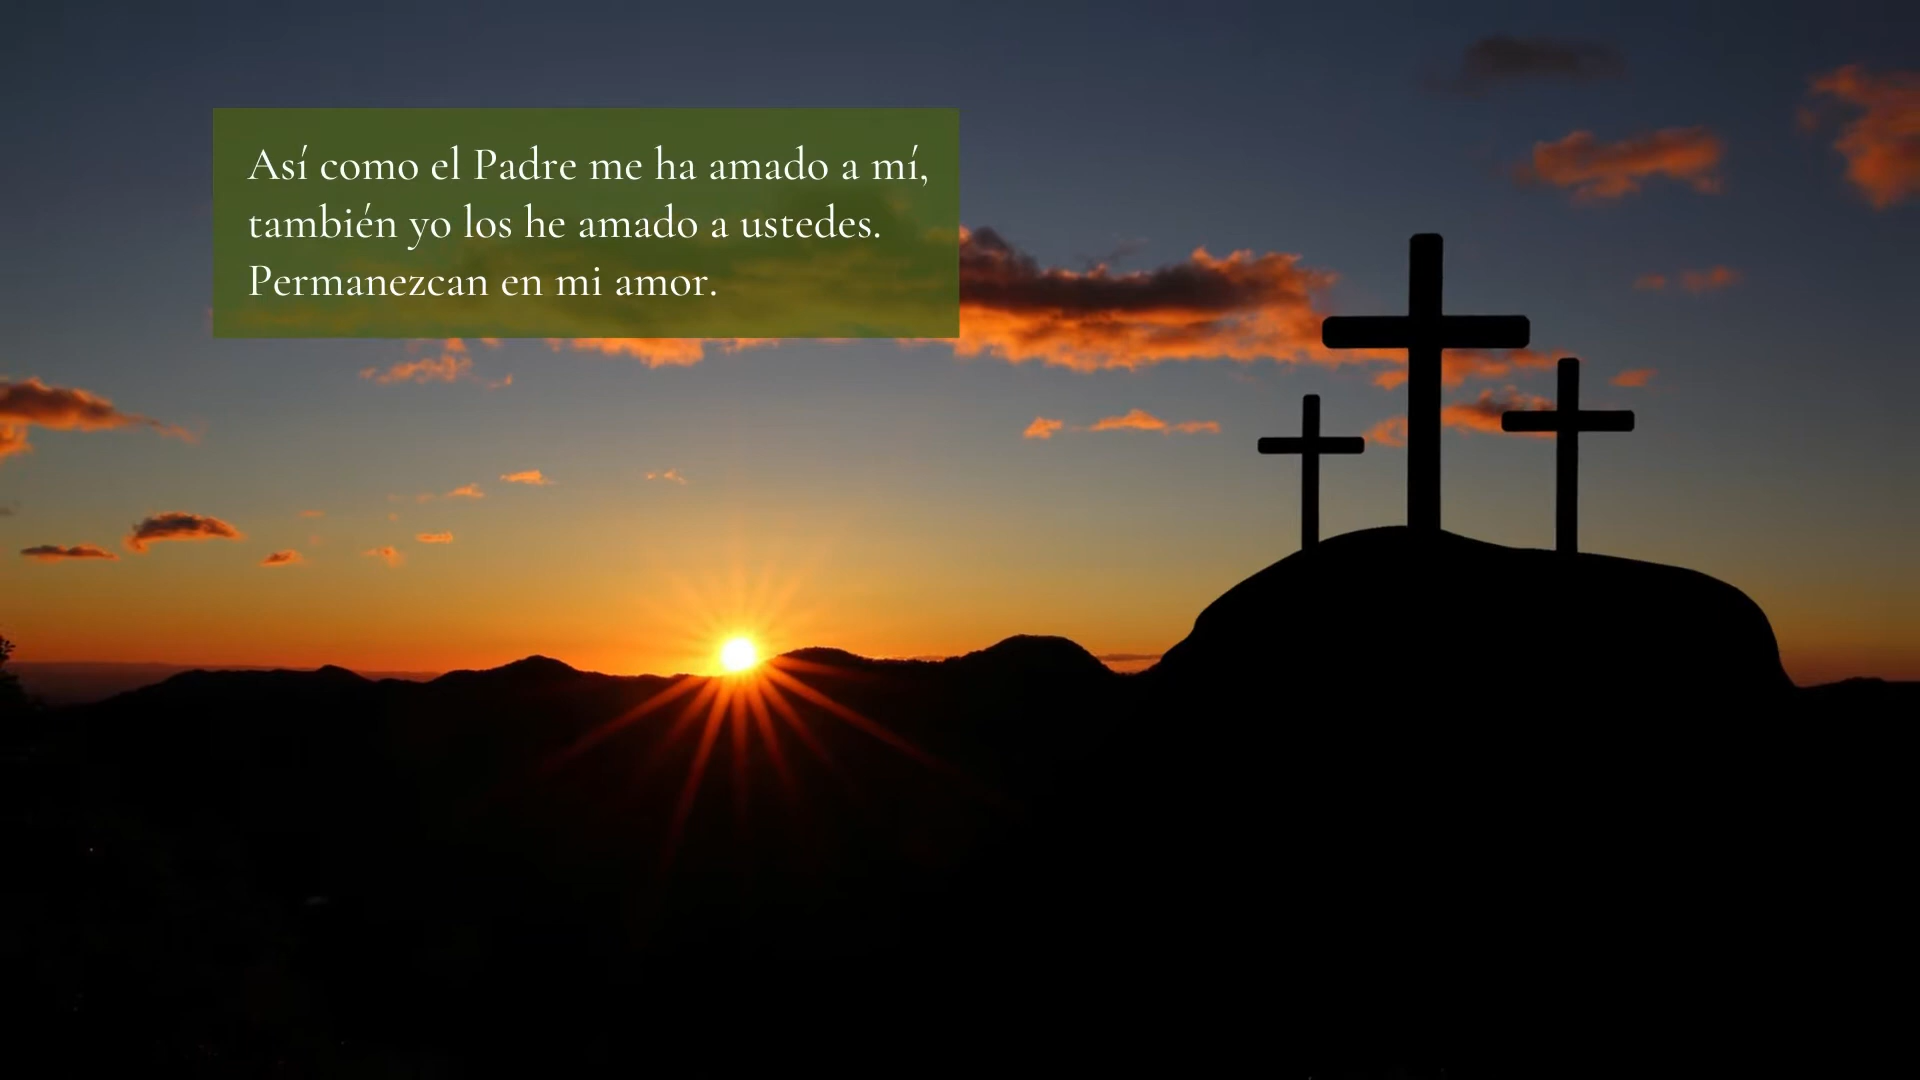 Así como el Padre me ha amado a mí,
también yo los he amado a ustedes.
Permanezcan en mi amor.